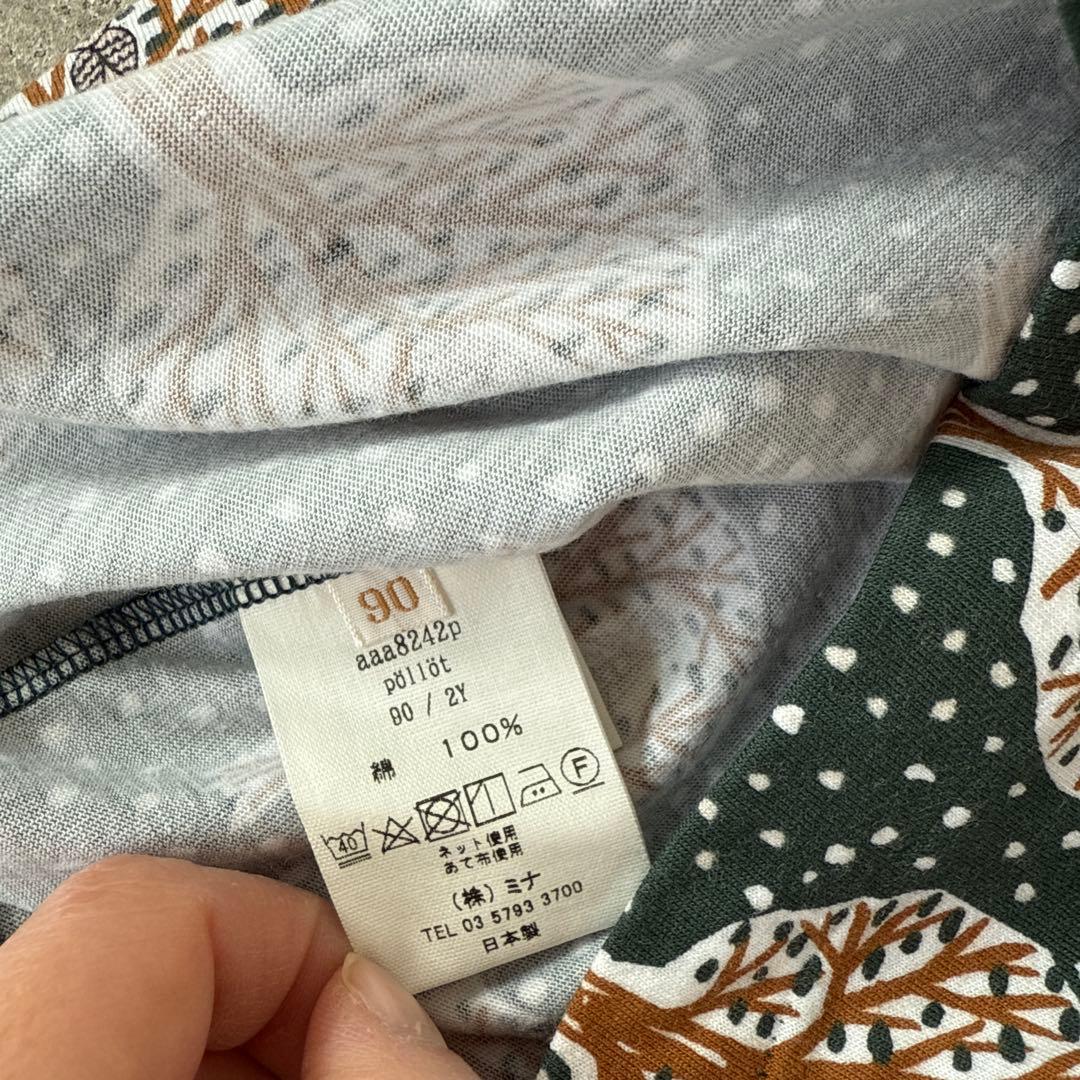 90
aaa8242p
pöllöt
90 / 2Y
綿 100%
40 F
ネット使用
あて布使用
(株)ミナ
TEL 03 5793 3700
日本製